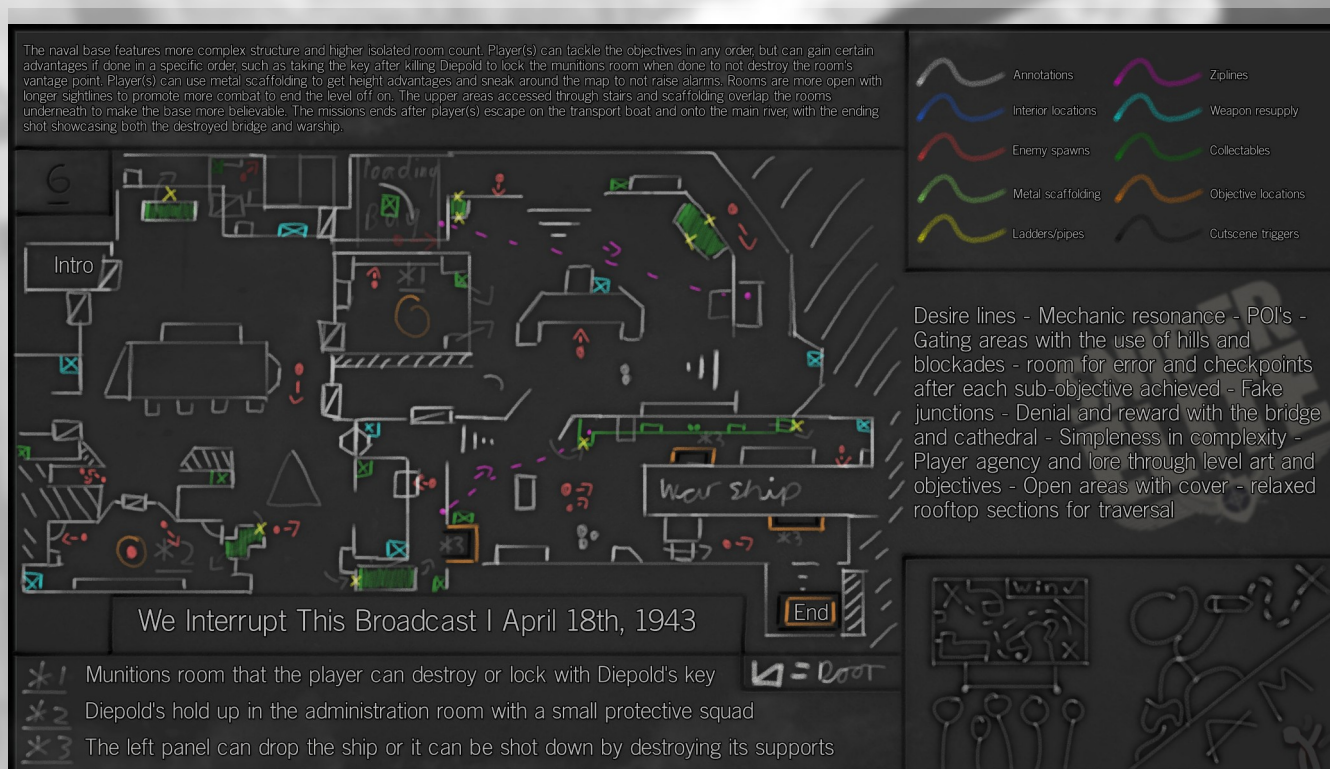 The naval base features more complex structure and higher isolated room count. Player(s) can tackle the objectives in any order, but can gain certain
advantages if done in a specific order, such as taking the key after killing Diepold to lock the munitions room when done to not destroy the room's
vantage point. Player(s) can use metal scaffolding to get height advantages and sneak around the map to not raise alarms. Rooms are more open with
longer sightlines to promote more combat to end the level off on. The upper areas accessed through stairs and scaffolding overlap the rooms
underneath to make the base more believable. The missions ends after player(s) escape on the transport boat and onto the main river, with the ending
shot showcasing both the destroyed bridge and warship.
Annotations
Ziplines
Interior locations
Weapon resupply
Enemy spawns
Collectables
Metal scaffolding
Objective locations
Ladders/pipes
Cutscene triggers
6
loading
Bay
Intro
*1
*3
war ship
*2
*3
*3
End
Desire lines - Mechanic resonance - POI's -
Gating areas with the use of hills and
blockades - room for error and checkpoints
after each sub-objective achieved - Fake
junctions - Denial and reward with the bridge
and cathedral - Simpleness in complexity -
Player agency and lore through level art and
objectives - Open areas with cover - relaxed
rooftop sections for traversal
We Interrupt This Broadcast I April 18th, 1943
= Door
*1 Munitions room that the player can destroy or lock with Diepold's key
*2 Diepold's hold up in the administration room with a small protective squad
*3 The left panel can drop the ship or it can be shot down by destroying its supports